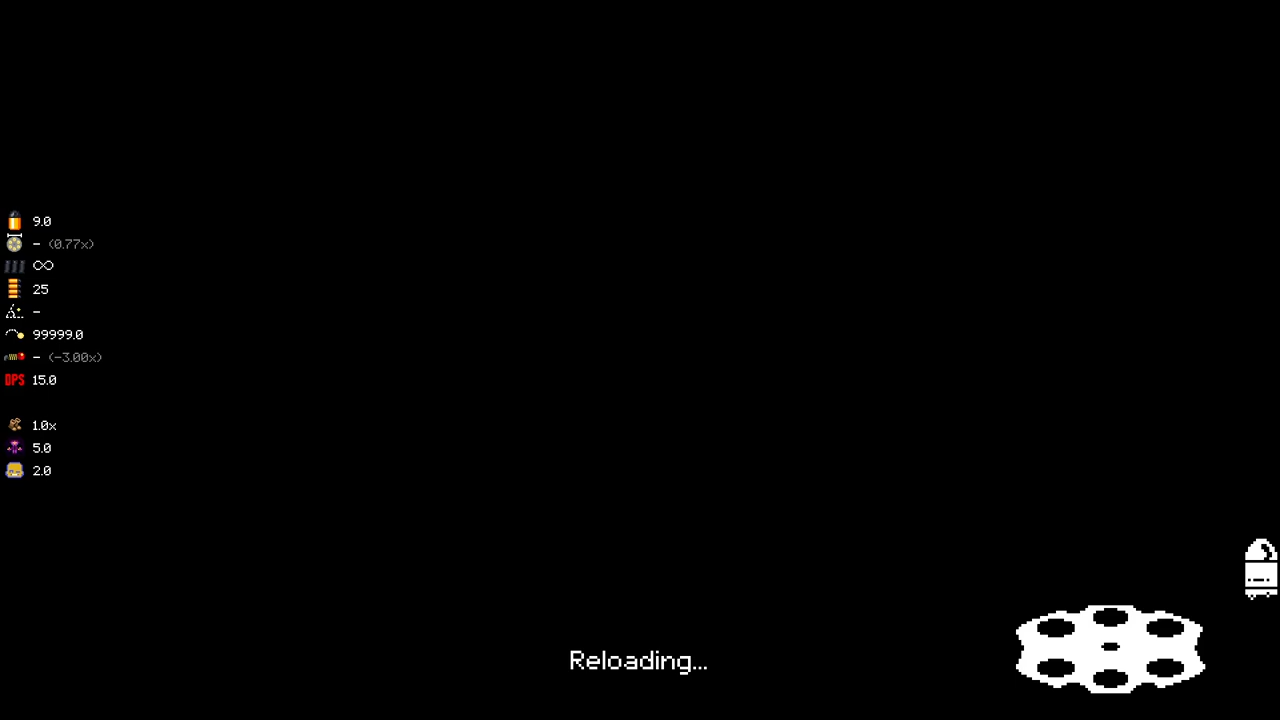 9.0
- (0.77x)
∞
25
-
99999.0
- (-3.00x)
DPS 15.0
1.0x
5.0
2.0
Reloading...